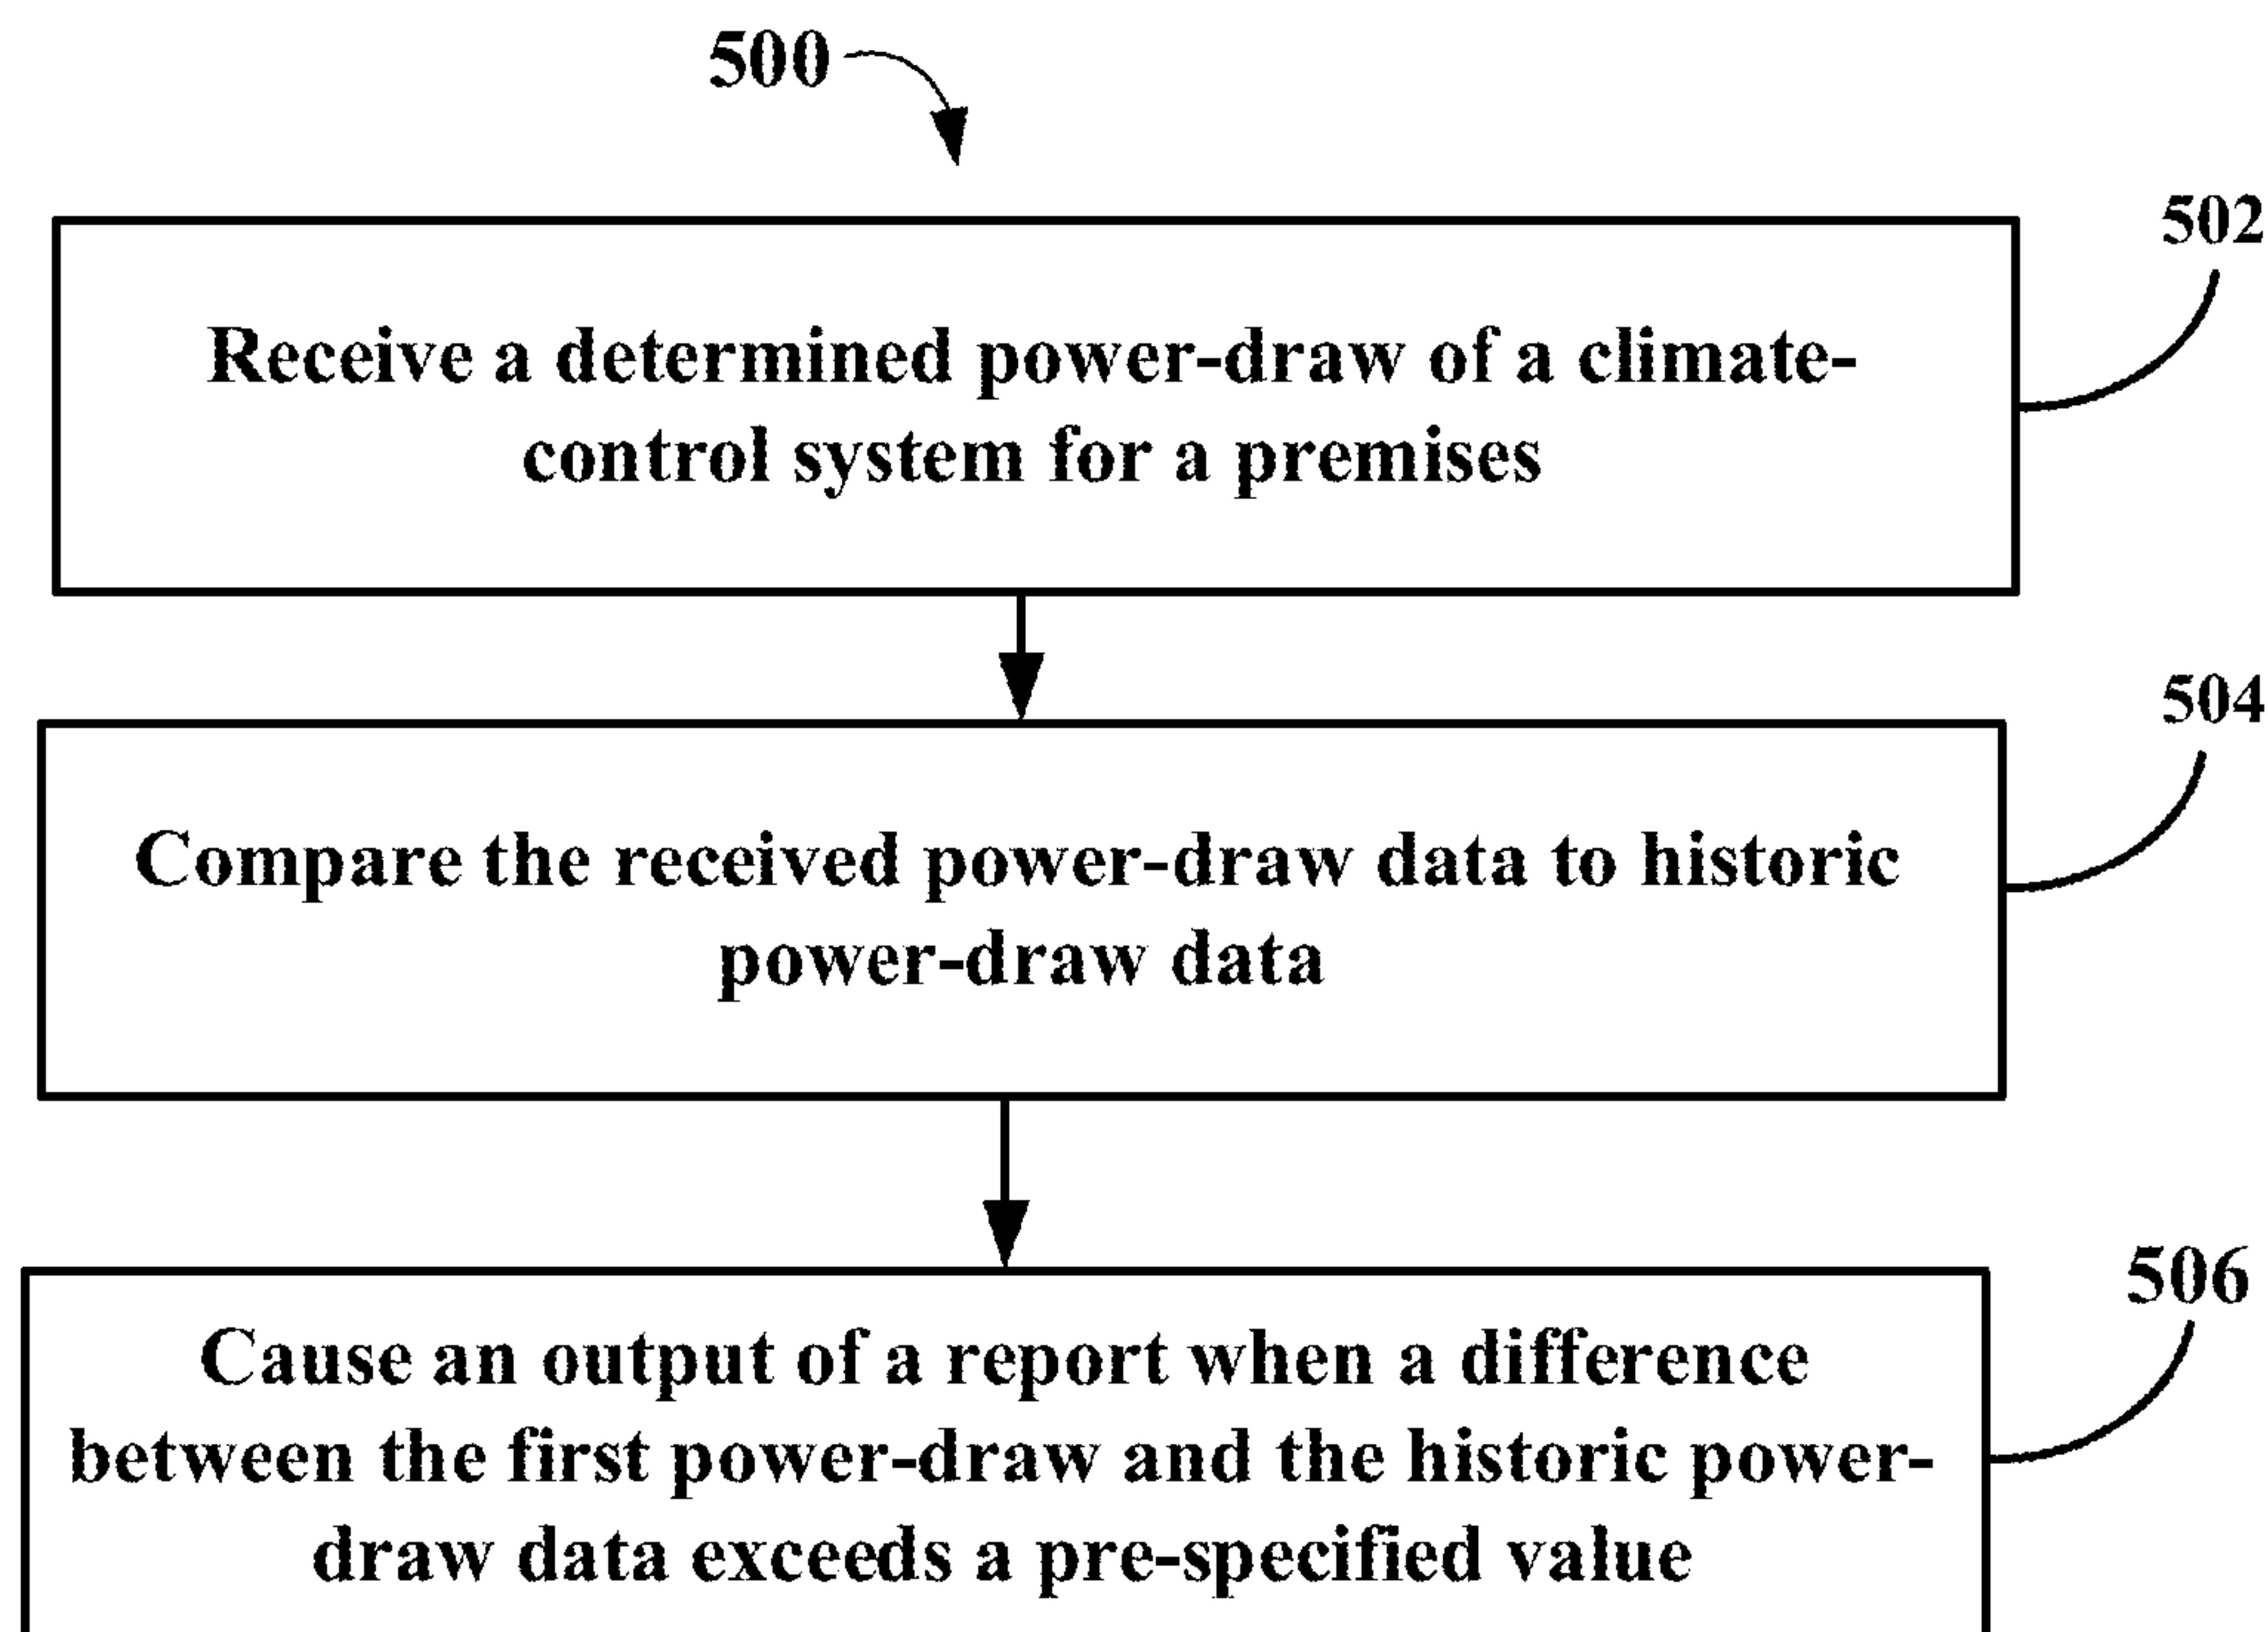 500
502
Receive a determined power-draw of a climate-
control system for a premises
504
Compare the received power-draw data to historic
power-draw data
506
Cause an output of a report when a difference
between the first power-draw and the historic power-
draw data exceeds a pre-specified value